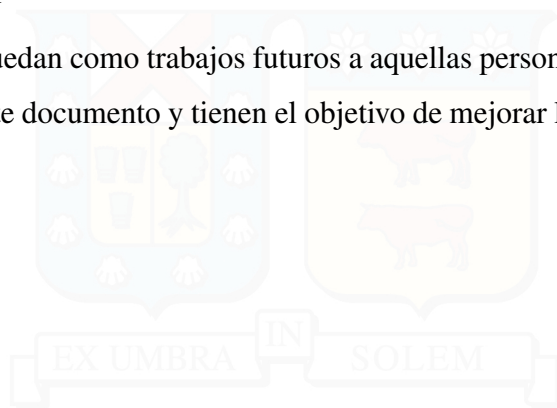 uedan como trabajos futuros a aquellas person
e documento y tienen el objetivo de mejorar l
IN
EX UMBRA SOLEM